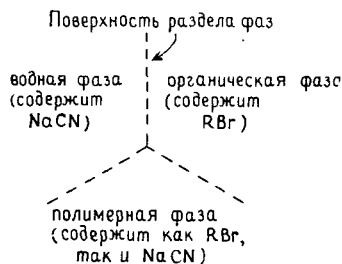 Поверхность раздела фаз
водная фаза
(содержит
NaCN)
органическая фаза
(содержит
RBr)
полимерная фаза
(содержит как RBr,
так и NaCN)